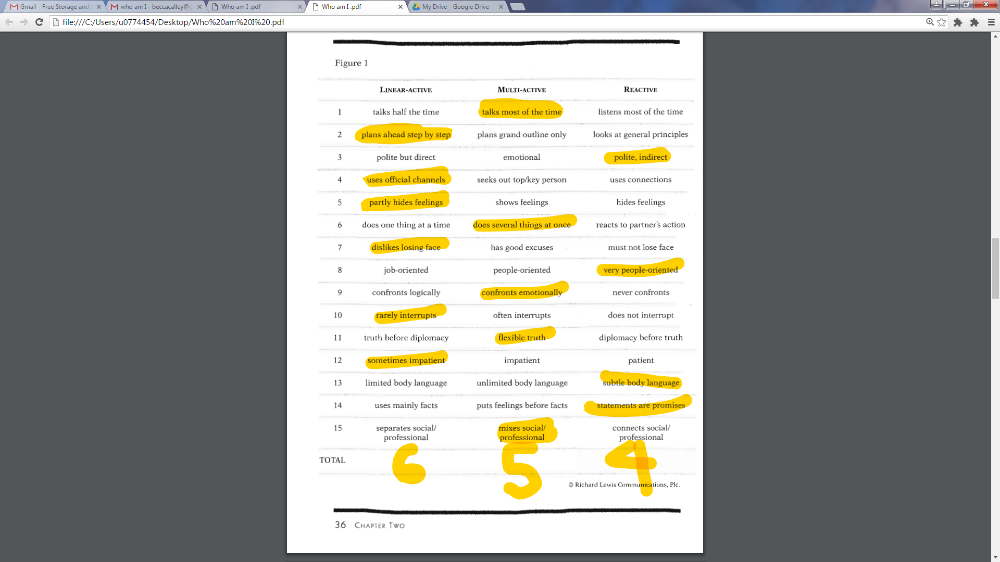 Gmail - Free Storage and
who am I - beccacalley@g
Who am I .pdf
Who am I .pdf
My Drive - Google Drive
file:///C:/Users/u0774454/Desktop/Who%20am%20I%20.pdf
Figure 1
LINEAR-ACTIVE MULTI-ACTIVE REACTIVE
1 talks half the time talks most of the time listens most of the time
2 plans ahead step by step plans grand outline only looks at general principles
3 polite but direct emotional polite, indirect
4 uses official channels seeks out top/key person uses connections
5 partly hides feelings shows feelings hides feelings
6 does one thing at a time does several things at once reacts to partner's action
7 dislikes losing face has good excuses must not lose face
8 job-oriented people-oriented very people-oriented
9 confronts logically confronts emotionally never confronts
10 rarely interrupts often interrupts does not interrupt
11 truth before diplomacy flexible truth diplomacy before truth
12 sometimes impatient impatient patient
13 limited body language unlimited body language subtle body language
14 uses mainly facts puts feelings before facts statements are promises
15 separates social/ mixes social/ connects social/
professional professional professional
TOTAL 6 5 4
© Richard Lewis Communications, Plc.
36 CHAPTER TWO